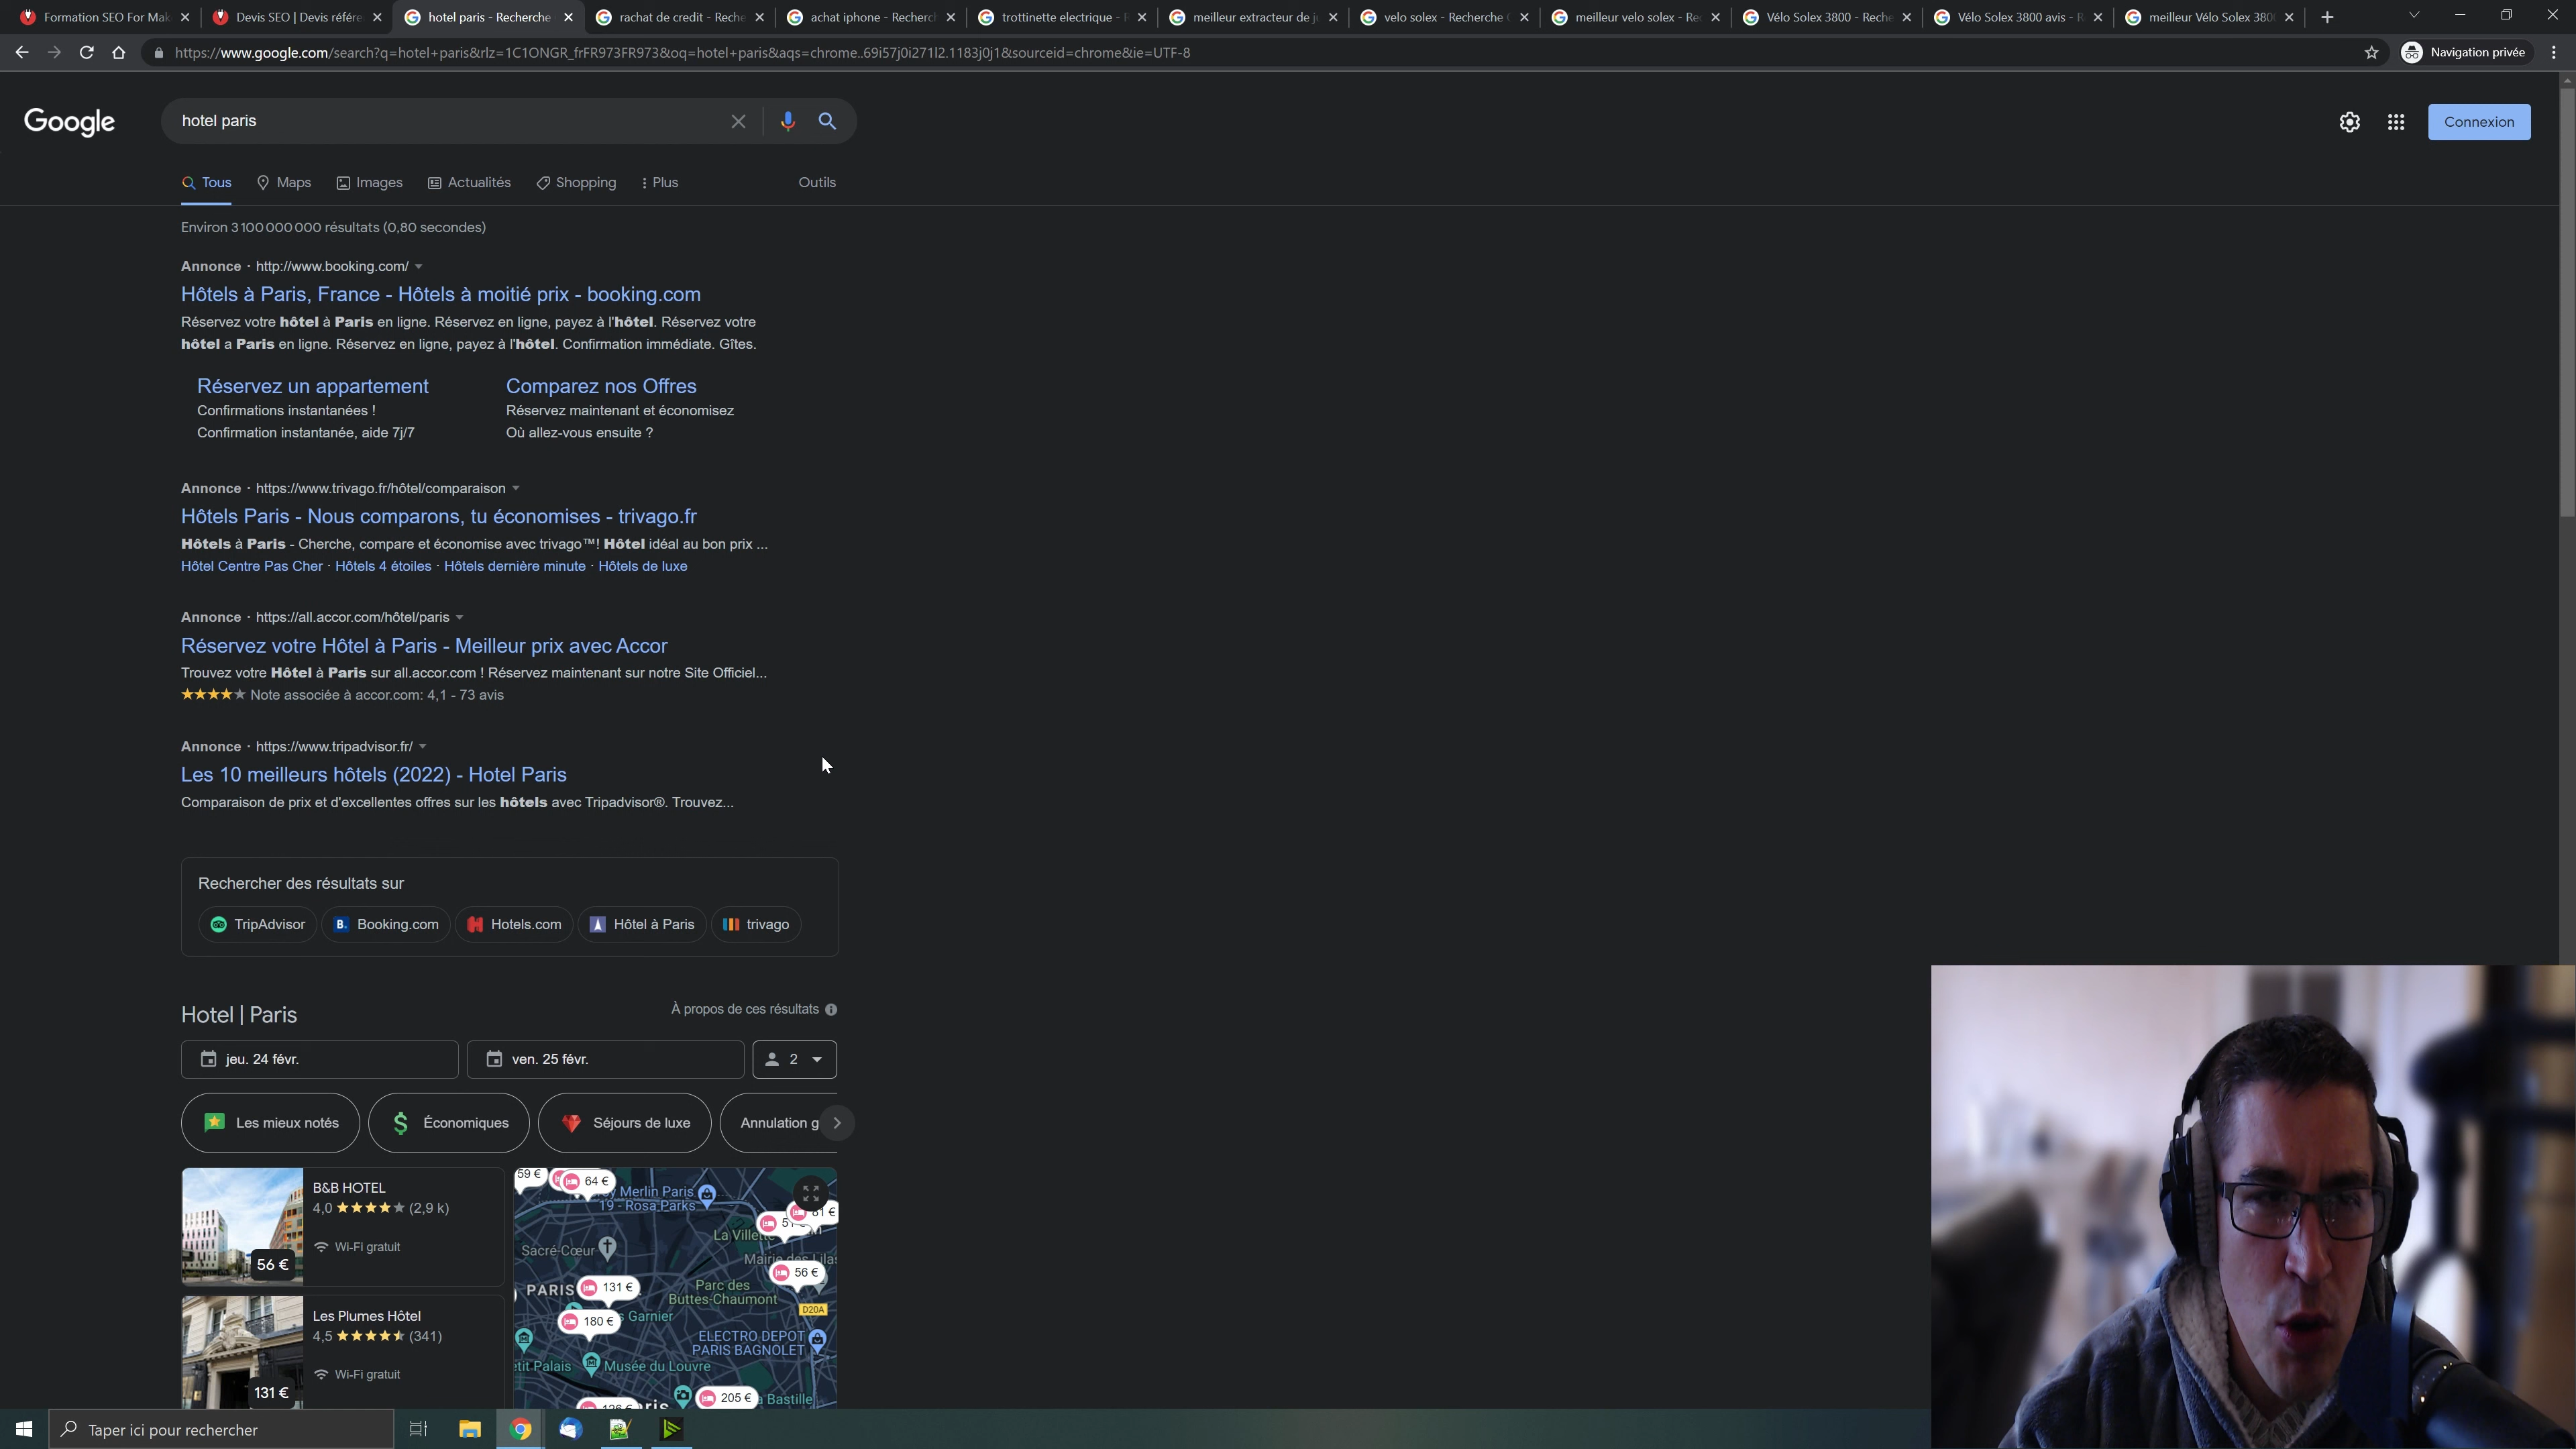 Formation SEO For Mak
Devis SEO | Devis référe
hotel paris - Recherche
rachat de credit - Reche
achat iphone - Recherch
trottinette electrique - R
meilleur extracteur de j
velo solex - Recherche
meilleur velo solex - Re
Vélo Solex 3800 - Reche
Vélo Solex 3800 avis - R
meilleur Vélo Solex 380
https://www.google.com/search?q=hotel+paris&rlz=1C1ONGR_frFR973FR973&oq=hotel+paris&aqs=chrome..69i57j0i271l2.1183j0j1&sourceid=chrome&ie=UTF-8
Navigation privée
Google
hotel paris
Connexion
Tous
Maps
Images
Actualités
Shopping
Plus
Outils
Environ 3 100 000 000 résultats (0,80 secondes)
Annonce · http://www.booking.com/
Hôtels à Paris, France - Hôtels à moitié prix - booking.com
Réservez votre hôtel à Paris en ligne. Réservez en ligne, payez à l'hôtel. Réservez votre
hôtel a Paris en ligne. Réservez en ligne, payez à l'hôtel. Confirmation immédiate. Gîtes.
Réservez un appartement
Confirmations instantanées !
Confirmation instantanée, aide 7j/7
Comparez nos Offres
Réservez maintenant et économisez
Où allez-vous ensuite ?
Annonce · https://www.trivago.fr/hôtel/comparaison
Hôtels Paris - Nous comparons, tu économises - trivago.fr
Hôtels à Paris - Cherche, compare et économise avec trivago™! Hôtel idéal au bon prix ...
Hôtel Centre Pas Cher · Hôtels 4 étoiles · Hôtels dernière minute · Hôtels de luxe
Annonce · https://all.accor.com/hôtel/paris
Réservez votre Hôtel à Paris - Meilleur prix avec Accor
Trouvez votre Hôtel à Paris sur all.accor.com ! Réservez maintenant sur notre Site Officiel...
Note associée à accor.com: 4,1 - 73 avis
Annonce · https://www.tripadvisor.fr/
Les 10 meilleurs hôtels (2022) - Hotel Paris
Comparaison de prix et d'excellentes offres sur les hôtels avec Tripadvisor®. Trouvez...
Rechercher des résultats sur
TripAdvisor
Booking.com
Hotels.com
Hôtel à Paris
trivago
Hotel | Paris
À propos de ces résultats
jeu. 24 févr.
ven. 25 févr.
2
Les mieux notés
Économiques
Séjours de luxe
Annulation g
B&B HOTEL
4,0 (2,9 k)
Wi-Fi gratuit
56 €
Les Plumes Hôtel
4,5 (341)
Wi-Fi gratuit
131 €
59 €
64 €
Merlin Paris
19 - Rosa Parks
81 €
La Villette
Sacré-Cœur
Mairie des Lilas
56 €
PARIS
131 €
Parc des
Buttes-Chaumont
D20A
180 €
Garnier
ELECTRO DEPOT
PARIS BAGNOLET
tit Palais
Musée du Louvre
205 €
Bastille
Taper ici pour rechercher